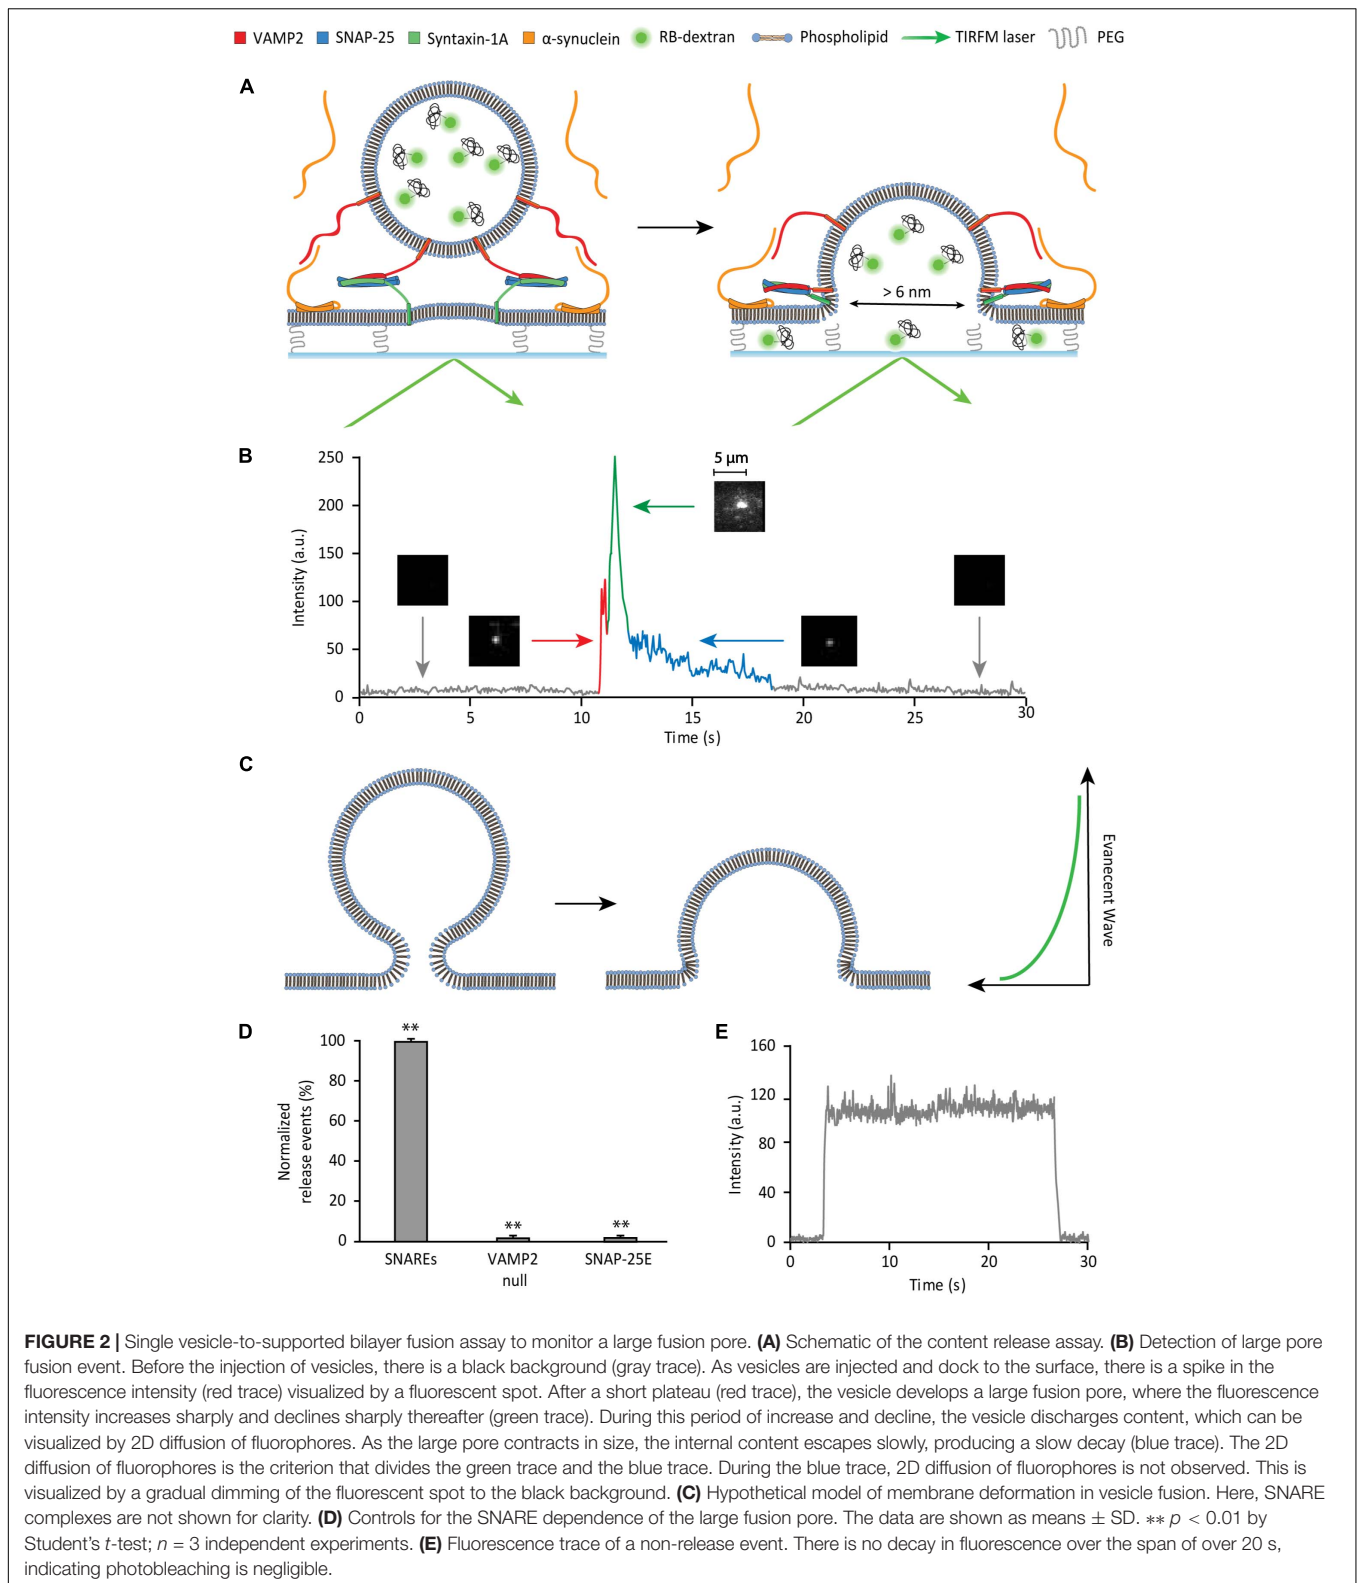 VAMP2 SNAP-25 Syntaxin-1A α-synuclein RB-dextran Phospholipid TIRFM laser PEG
A
> 6 nm
B
250
200
150
100
50
0
Intensity (a.u.)
5 µm
0 5 10 15 20 25 30
Time (s)
C
Evanecent Wave
D
100
80
60
40
20
0
Normalized
release events (%)
** ** **
SNAREs VAMP2 SNAP-25E
null
E
160
120
80
40
0
Intensity (a.u.)
0 10 20 30
Time (s)
FIGURE 2 | Single vesicle-to-supported bilayer fusion assay to monitor a large fusion pore. (A) Schematic of the content release assay. (B) Detection of large pore
fusion event. Before the injection of vesicles, there is a black background (gray trace). As vesicles are injected and dock to the surface, there is a spike in the
fluorescence intensity (red trace) visualized by a fluorescent spot. After a short plateau (red trace), the vesicle develops a large fusion pore, where the fluorescence
intensity increases sharply and declines sharply thereafter (green trace). During this period of increase and decline, the vesicle discharges content, which can be
visualized by 2D diffusion of fluorophores. As the large pore contracts in size, the internal content escapes slowly, producing a slow decay (blue trace). The 2D
diffusion of fluorophores is the criterion that divides the green trace and the blue trace. During the blue trace, 2D diffusion of fluorophores is not observed. This is
visualized by a gradual dimming of the fluorescent spot to the black background. (C) Hypothetical model of membrane deformation in vesicle fusion. Here, SNARE
complexes are not shown for clarity. (D) Controls for the SNARE dependence of the large fusion pore. The data are shown as means ± SD. ** p < 0.01 by
Student's t-test; n = 3 independent experiments. (E) Fluorescence trace of a non-release event. There is no decay in fluorescence over the span of over 20 s,
indicating photobleaching is negligible.